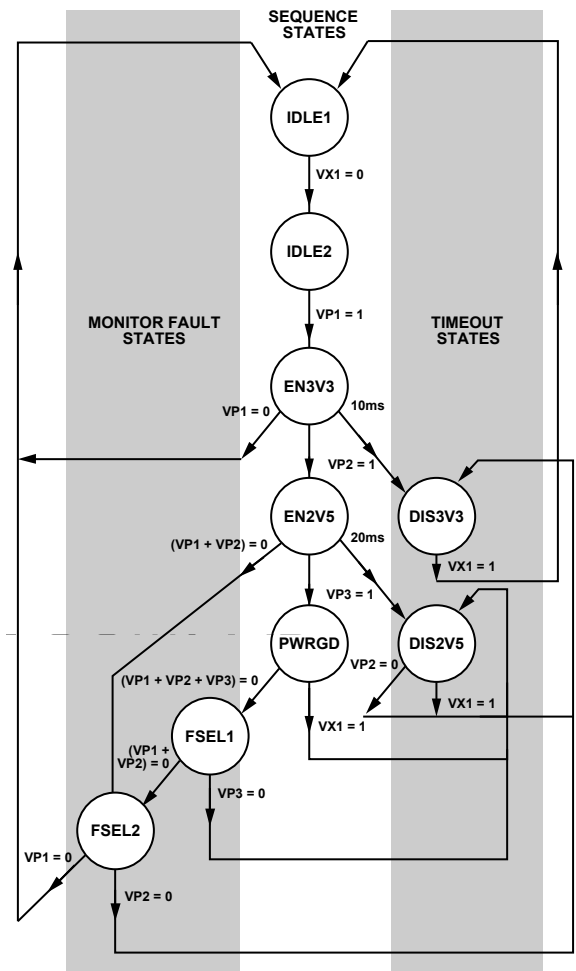 SEQUENCE
STATES
IDLE1
VX1 = 0
IDLE2
VP1 = 1
MONITOR FAULT
STATES
TIMEOUT
STATES
EN3V3
VP1 = 0
10ms
VP2 = 1
EN2V5
DIS3V3
(VP1 + VP2) = 0
20ms
VX1 = 1
VP3 = 1
PWRGD
DIS2V5
VP2 = 0
(VP1 + VP2 + VP3) = 0
VX1 = 1
VX1 = 1
FSEL1
(VP1 +
VP2) = 0
VP3 = 0
FSEL2
VP1 = 0
VP2 = 0